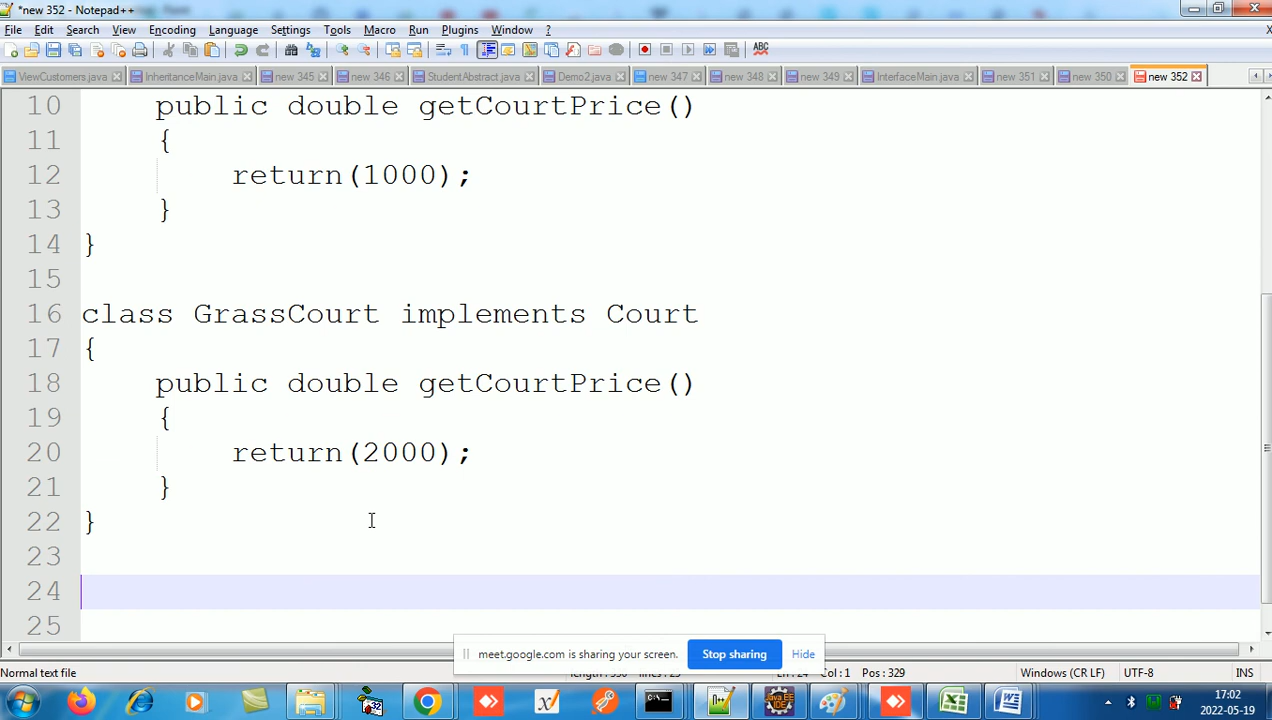 *new 352 - Notepad++
File Edit Search View Encoding Language Settings Tools Macro Run Plugins Window ?
X
ViewCustomers.java InheritanceMain.java new 345 new 346 StudentAbstract.java Demo2.java new 347 new 348 new 349 InterfaceMain.java new 351 new 350 new 352
10 public double getCourtPrice()
11 {
12 return(1000);
13 }
14 }
15
16 class GrassCourt implements Court
17 {
18 public double getCourtPrice()
19 {
20 return(2000);
21 }
22 }
23
24
25
meet.google.com is sharing your screen. Stop sharing Hide
Normal text file Col : 1 Pos : 329 Windows (CR LF) UTF-8 INS
17:02
2022-05-19